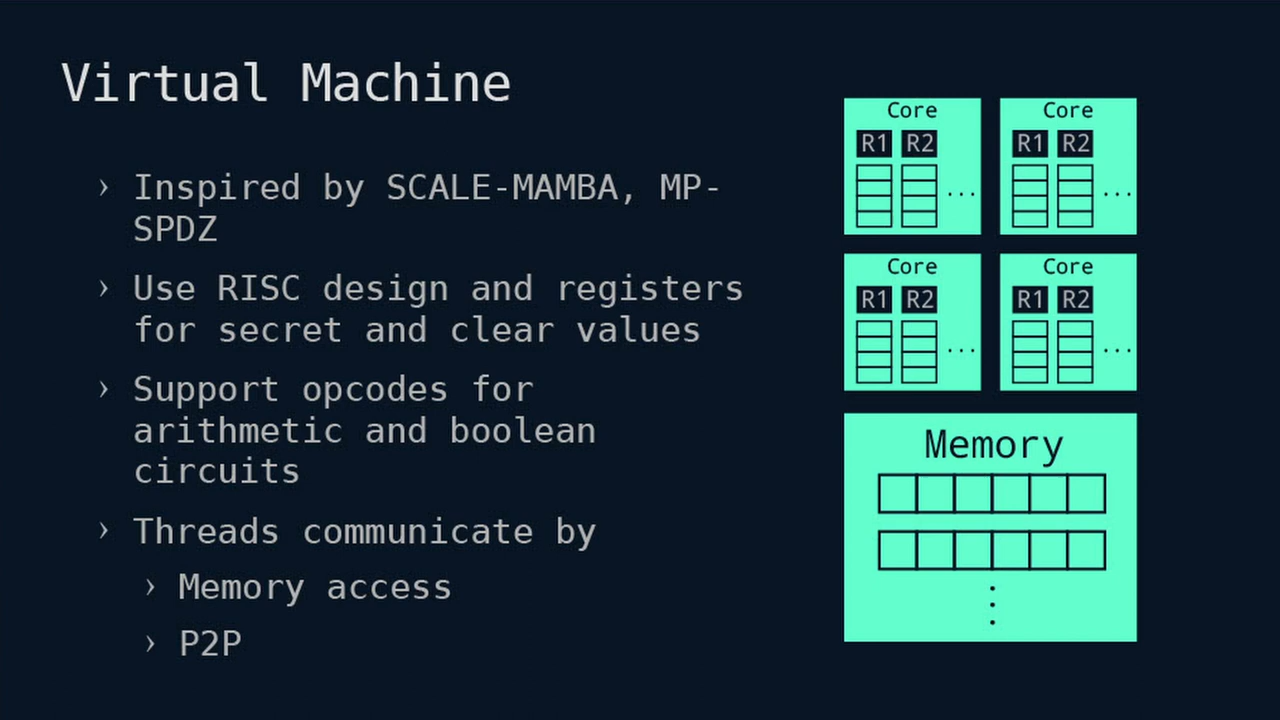 Virtual Machine
› Inspired by SCALE-MAMBA, MP-
SPDZ
› Use RISC design and registers
for secret and clear values
› Support opcodes for
arithmetic and boolean
circuits
› Threads communicate by
› Memory access
› P2P
Core
R1 R2
...
Core
R1 R2
...
Core
R1 R2
...
Core
R1 R2
...
Memory